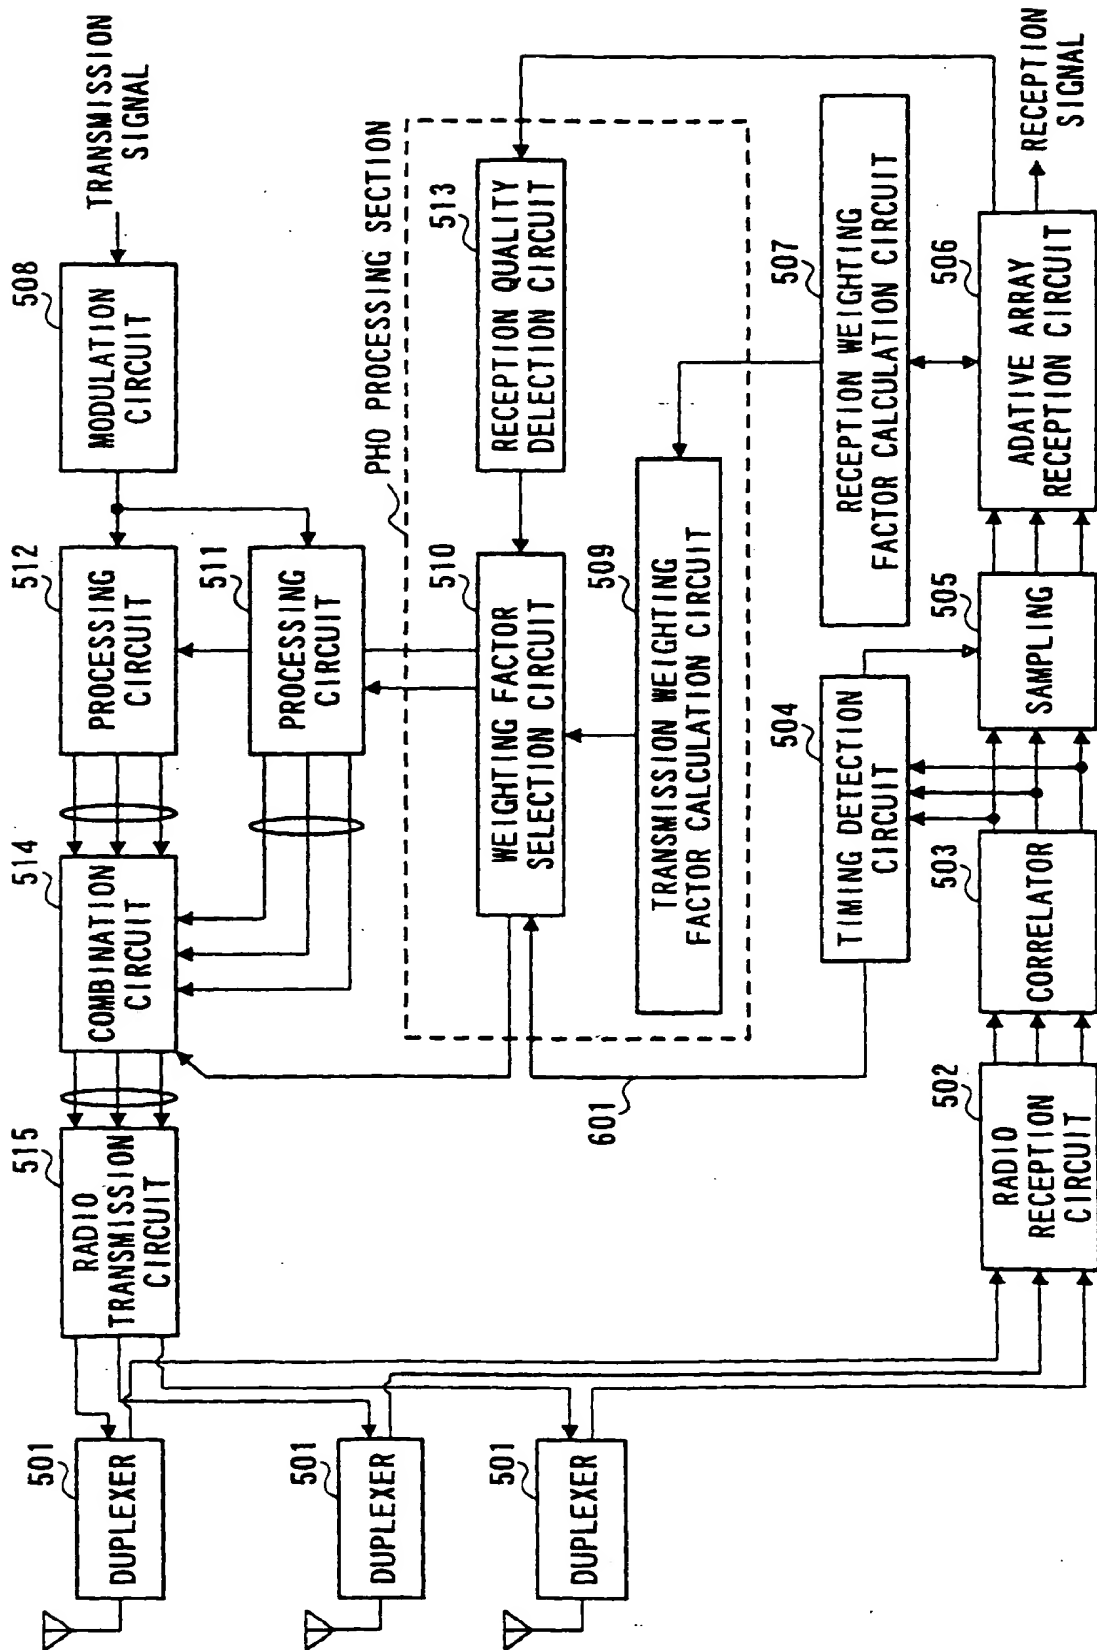 501
DUPLEXER
501
DUPLEXER
501
DUPLEXER
515
RADIO
TRANSMISSION
CIRCUIT
514
COMBINATION
CIRCUIT
512
PROCESSING
CIRCUIT
511
PROCESSING
CIRCUIT
508
MODULATION
CIRCUIT
TRANSMISSION
SIGNAL
PHO PROCESSING SECTION
510
WEIGHTING FACTOR
SELECTION CIRCUIT
513
RECEPTION QUALITY
DELECTION CIRCUIT
509
TRANSMISSION WEIGHTING
FACTOR CALCULATION CIRCUIT
601
504
TIMING DETECTION
CIRCUIT
507
RECEPTION WEIGHTING
FACTOR CALCULATION CIRCUIT
502
RADIO
RECEPTION
CIRCUIT
503
CORRELATOR
505
SAMPLING
506
ADATIVE ARRAY
RECEPTION CIRCUIT
RECEPTION
SIGNAL